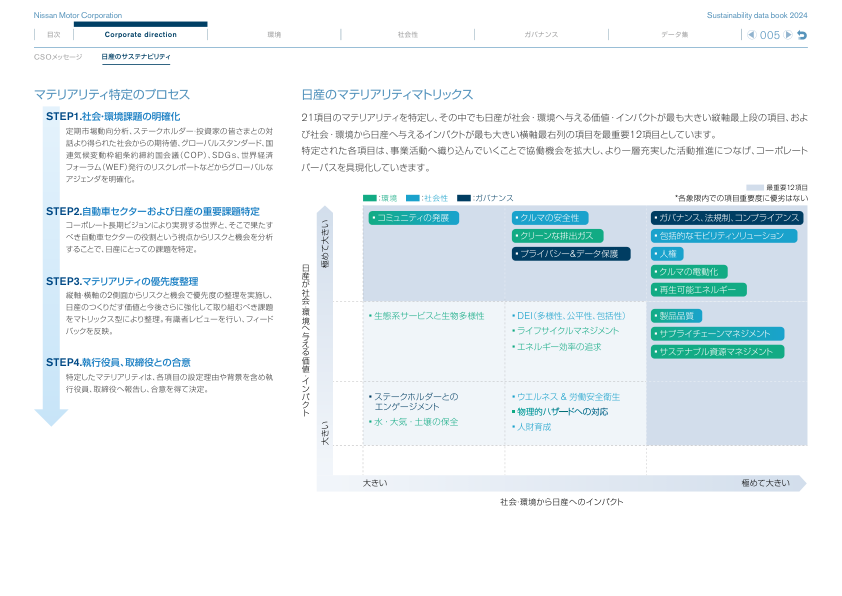 Nissan Motor Corporation
Sustainability data book 2024
目次
Corporate direction
環境
社会性
ガバナンス
データ集
005
CSOメッセージ
日産のサステナビリティ
マテリアリティ特定のプロセス
STEP1.社会・環境課題の明確化
定期市場動向分析、ステークホルダー・投資家の皆さまとの対
話より得られた社会からの期待値、グローバルスタンダード、国
連気候変動枠組条約締約国会議(COP)、SDGs、世界経済
フォーラム(WEF)発行のリスクレポートなどからグローバルな
アジェンダを明確化。
STEP2.自動車セクターおよび日産の重要課題特定
コーポレート長期ビジョンにより実現する世界と、そこで果たす
べき自動車セクターの役割という視点からリスクと機会を分析
することで、日産にとっての課題を特定。
STEP3.マテリアリティの優先度整理
縦軸・横軸の2側面からリスクと機会で優先度の整理を実施し、
日産のつくりだす価値と今後さらに強化して取り組むべき課題
をマトリックス型により整理。有識者レビューを行い、フィード
バックを反映。
STEP4.執行役員、取締役との合意
特定したマテリアリティは、各項目の設定理由や背景を含め執
行役員、取締役へ報告し、合意を得て決定。
日産のマテリアリティマトリックス
21項目のマテリアリティを特定し、その中でも日産が社会・環境へ与える価値・インパクトが最も大きい縦軸最上段の項目、およ
び社会・環境から日産へ与えるインパクトが最も大きい横軸最右列の項目を最重要12項目としています。
特定された各項目は、事業活動へ織り込んでいくことで協働機会を拡大し、より一層充実した活動推進につなげ、コーポレート
パーパスを具現化していきます。
最重要12項目
:環境 :社会性 :ガバナンス
*各象限内での項目重要度に優劣はない
日産が社会・環境へ与える価値・インパクト
極めて大きい
大きい
• コミュニティの発展
• クルマの安全性
• クリーンな排出ガス
• プライバシー&データ保護
• ガバナンス、法規制、コンプライアンス
• 包括的なモビリティソリューション
• 人権
• クルマの電動化
• 再生可能エネルギー
• 生態系サービスと生物多様性
• DEI(多様性、公平性、包括性)
• ライフサイクルマネジメント
• エネルギー効率の追求
• 製品品質
• サプライチェーンマネジメント
• サステナブル資源マネジメント
• ステークホルダーとの
エンゲージメント
• 水・大気・土壌の保全
• ウエルネス & 労働安全衛生
• 物理的ハザードへの対応
• 人財育成
大きい
極めて大きい
社会・環境から日産へのインパクト